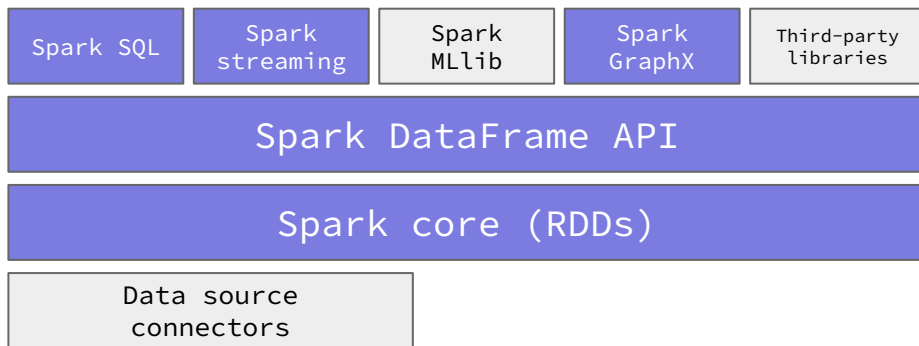 Spark SQL
Spark
streaming
Spark
MLlib
Spark
GraphX
Third-party
libraries
Spark DataFrame API
Spark core (RDDs)
Data source
connectors